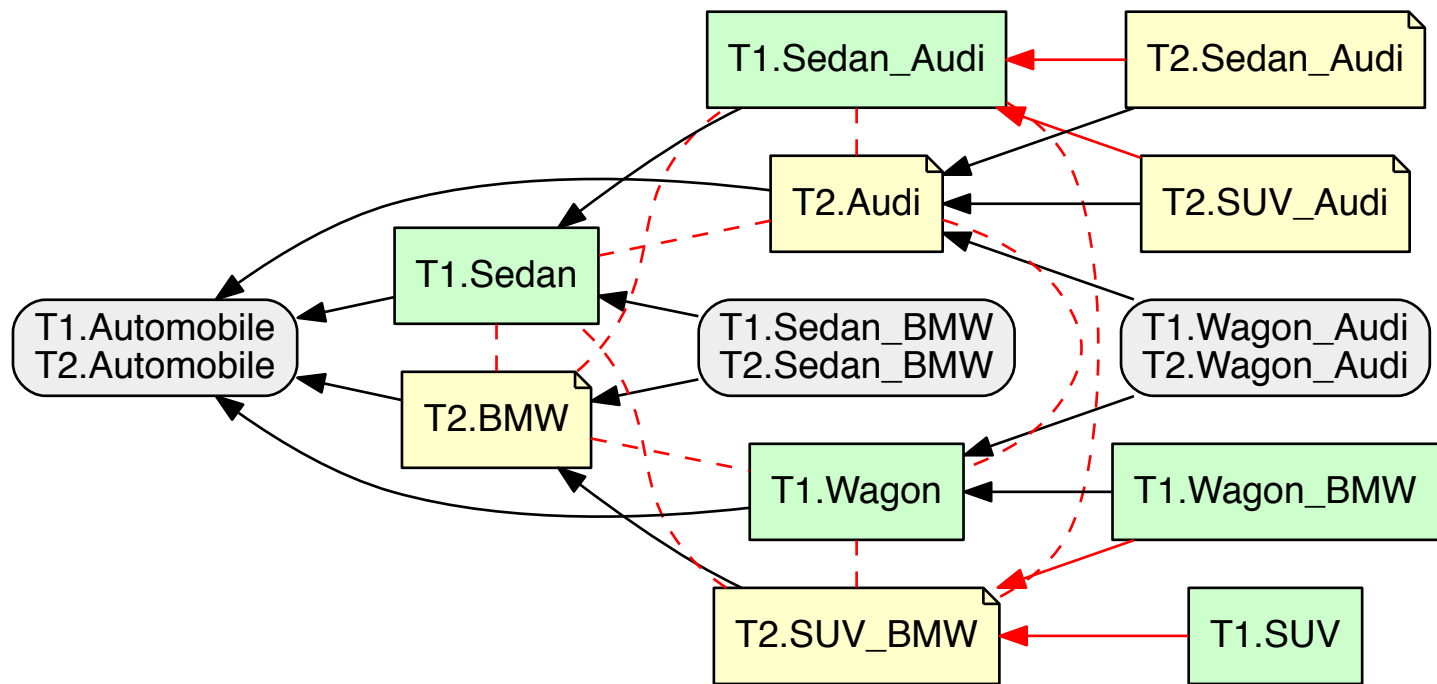 T1.Sedan_Audi
T2.Sedan_Audi
T2.Audi
T2.SUV_Audi
T1.Sedan
T1.Automobile
T2.Automobile
T1.Sedan_BMW
T2.Sedan_BMW
T1.Wagon_Audi
T2.Wagon_Audi
T2.BMW
T1.Wagon
T1.Wagon_BMW
T2.SUV_BMW
T1.SUV